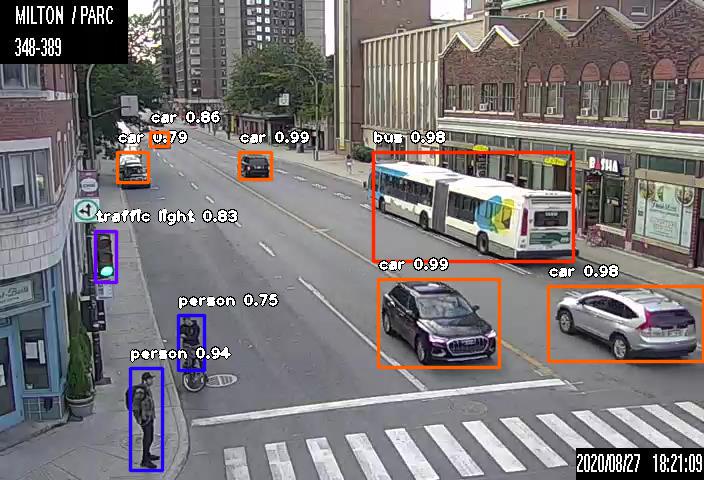 MILTON / PARC
348-389
car 0.86
car 0.79
car 0.99
bus 0.98
traffic light 0.83
car 0.99
car 0.98
person 0.75
person 0.94
2020/08/27 18:21:09